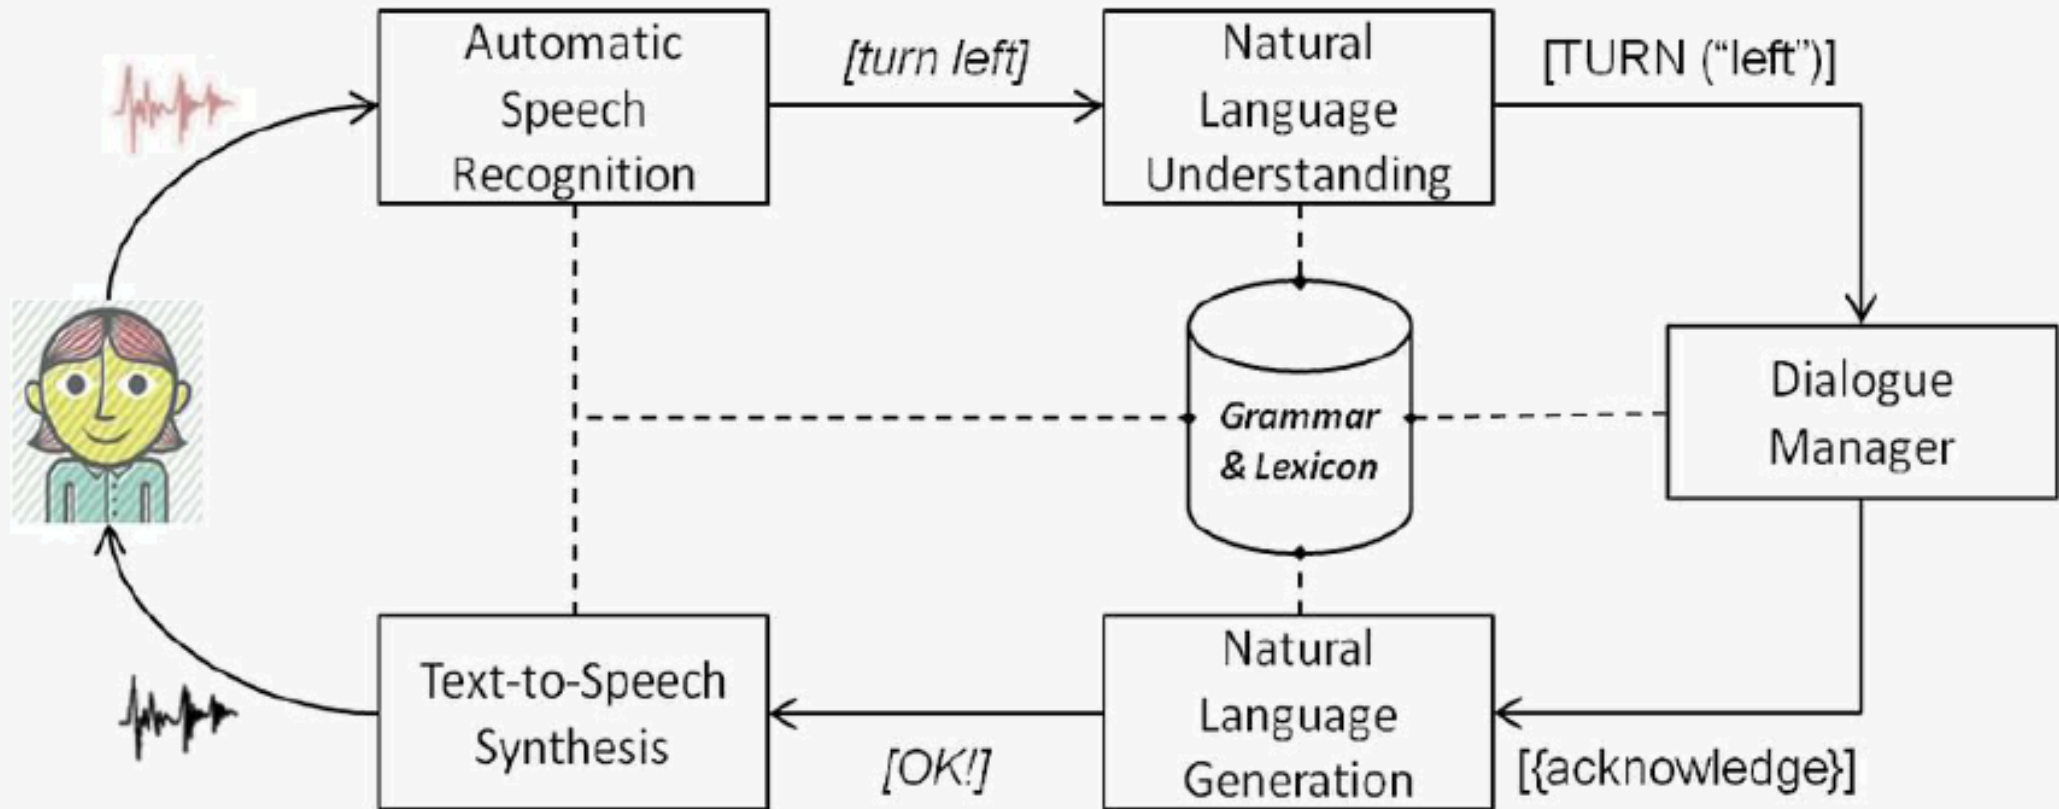 Automatic
Speech
Recognition
[turn left]
Natural
Language
Understanding
[TURN (“left”)]
Grammar
& Lexicon
Dialogue
Manager
Text-to-Speech
Synthesis
[OK!]
Natural
Language
Generation
[{acknowledge}]